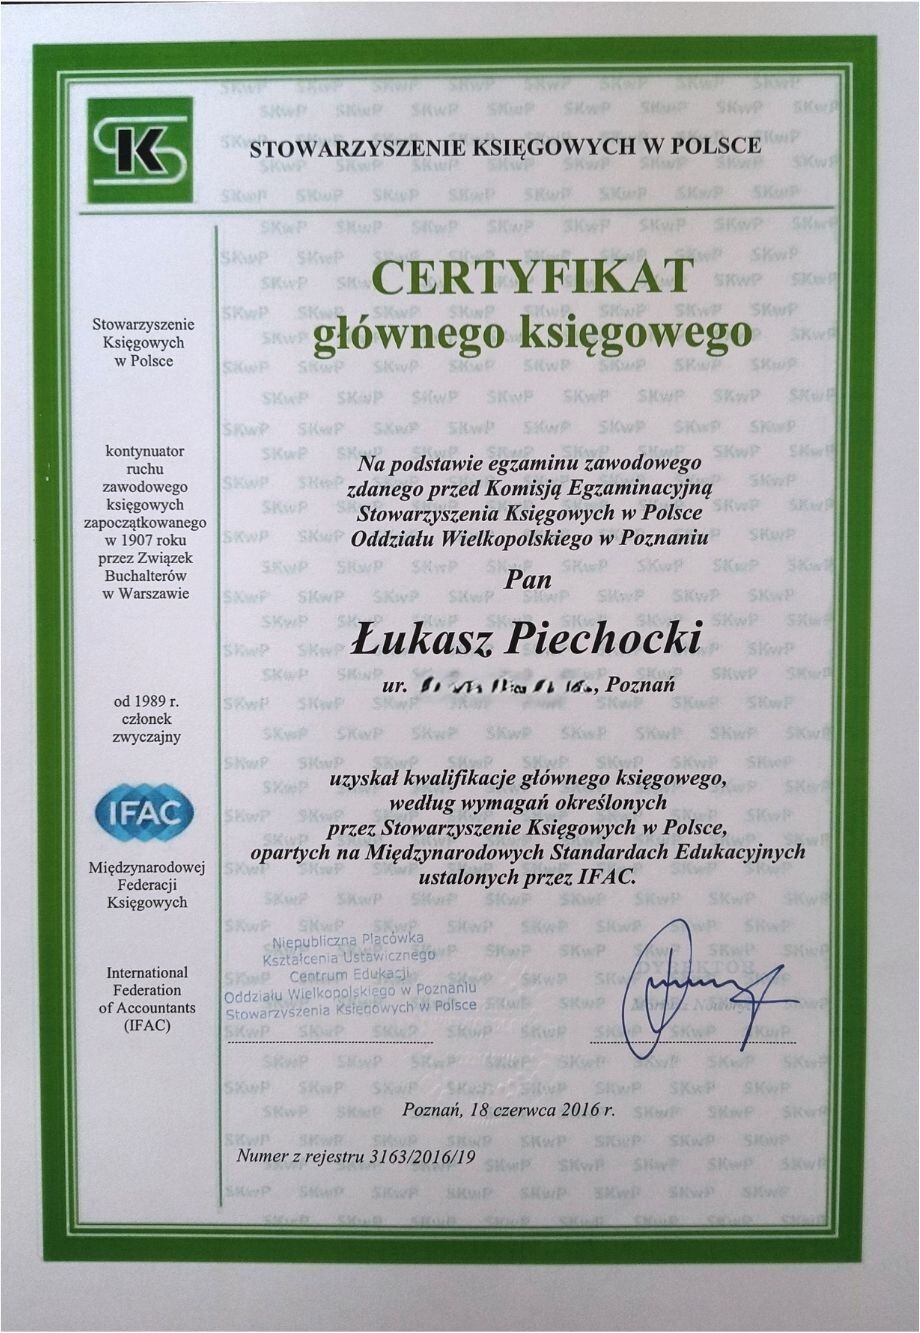 K
STOWARZYSZENIE KSIĘGOWYCH W POLSCE
CERTYFIKAT
głównego księgowego
Stowarzyszenie
Księgowych
w Polsce
kontynuator
ruchu
zawodowego
księgowych
zapoczątkowanego
w 1907 roku
przez Związek
Buchalterów
w Warszawie
od 1989 r.
członek
zwyczajny
IFAC
Międzynarodowej
Federacji
Księgowych
International
Federation
of Accountants
(IFAC)
Na podstawie egzaminu zawodowego
zdanego przed Komisją Egzaminacyjną
Stowarzyszenia Księgowych w Polsce
Oddziału Wielkopolskiego w Poznaniu
Pan
Łukasz Piechocki
ur. , Poznań
uzyskał kwalifikacje głównego księgowego,
według wymagań określonych
przez Stowarzyszenie Księgowych w Polsce,
opartych na Międzynarodowych Standardach Edukacyjnych
ustalonych przez IFAC.
Niepubliczna Placówka
Kształcenia Ustawicznego
Centrum Edukacji
Oddziału Wielkopolskiego w Poznaniu
Stowarzyszenia Księgowych w Polsce
DYREKTOR
Poznań, 18 czerwca 2016 r.
Numer z rejestru 3163/2016/19